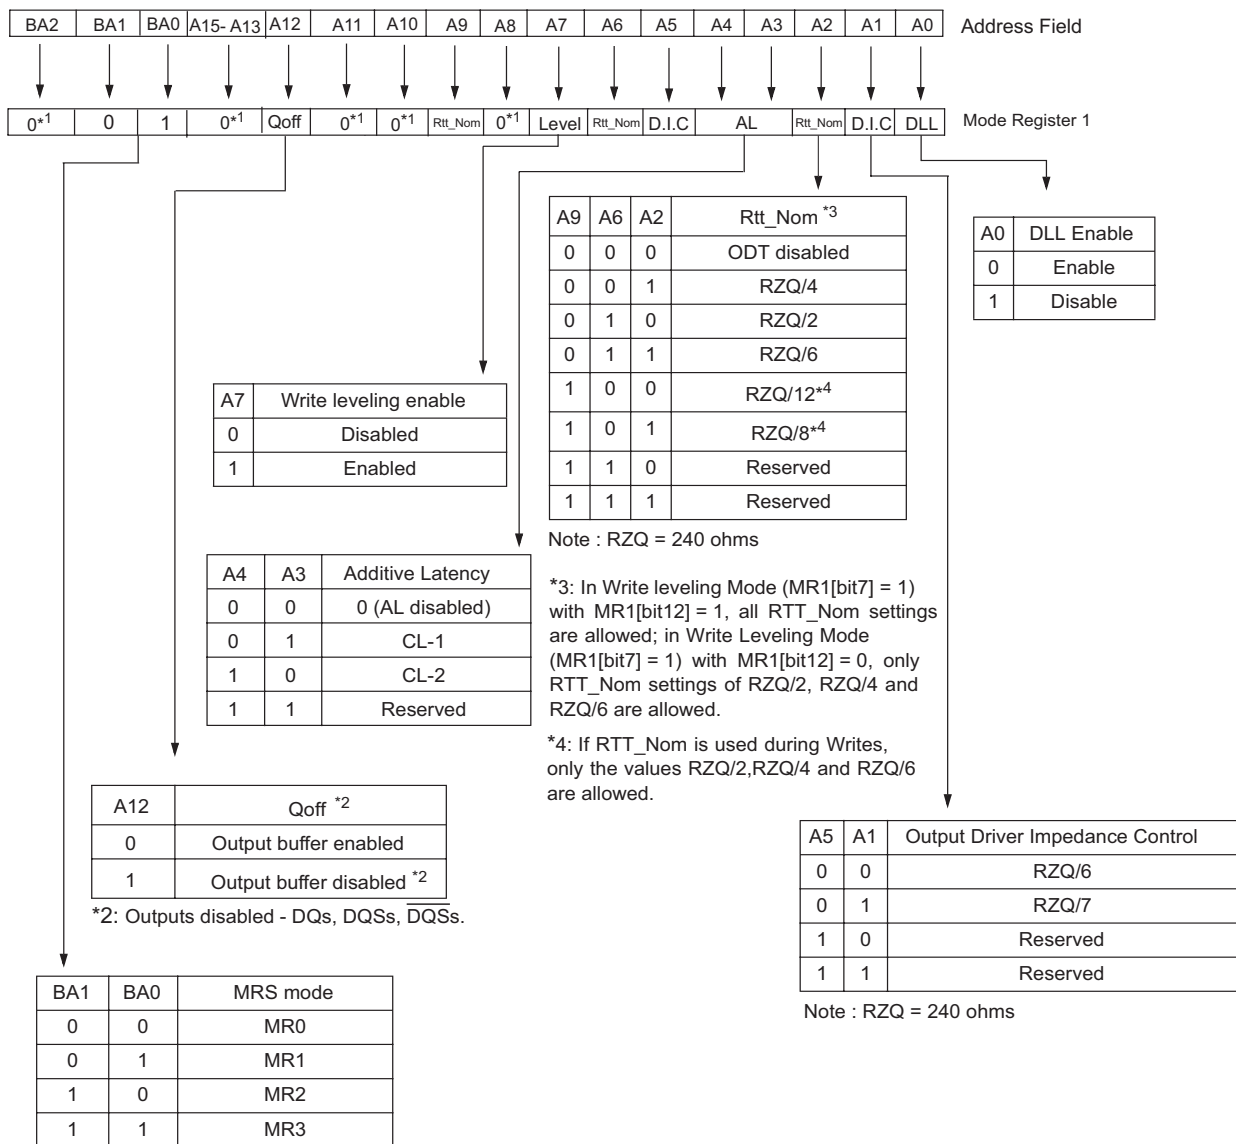 BA2 BA1 BA0 A15- A13 A12 A11 A10 A9 A8 A7 A6 A5 A4 A3 A2 A1 A0 Address Field
0*1 0 1 0*1 Qoff 0*1 0*1 Rtt_Nom 0*1 Level Rtt_Nom D.I.C AL Rtt_Nom D.I.C DLL Mode Register 1
A9 A6 A2 Rtt_Nom *3
0 0 0 ODT disabled
0 0 1 RZQ/4
0 1 0 RZQ/2
0 1 1 RZQ/6
1 0 0 RZQ/12*4
1 0 1 RZQ/8*4
1 1 0 Reserved
1 1 1 Reserved
Note : RZQ = 240 ohms
*3: In Write leveling Mode (MR1[bit7] = 1)
with MR1[bit12] = 1, all RTT_Nom settings
are allowed; in Write Leveling Mode
(MR1[bit7] = 1) with MR1[bit12] = 0, only
RTT_Nom settings of RZQ/2, RZQ/4 and
RZQ/6 are allowed.
*4: If RTT_Nom is used during Writes,
only the values RZQ/2,RZQ/4 and RZQ/6
are allowed.
A0 DLL Enable
0 Enable
1 Disable
A7 Write leveling enable
0 Disabled
1 Enabled
A4 A3 Additive Latency
0 0 0 (AL disabled)
0 1 CL-1
1 0 CL-2
1 1 Reserved
A12 Qoff *2
0 Output buffer enabled
1 Output buffer disabled *2
*2: Outputs disabled - DQs, DQSs, DQSs.
A5 A1 Output Driver Impedance Control
0 0 RZQ/6
0 1 RZQ/7
1 0 Reserved
1 1 Reserved
Note : RZQ = 240 ohms
BA1 BA0 MRS mode
0 0 MR0
0 1 MR1
1 0 MR2
1 1 MR3